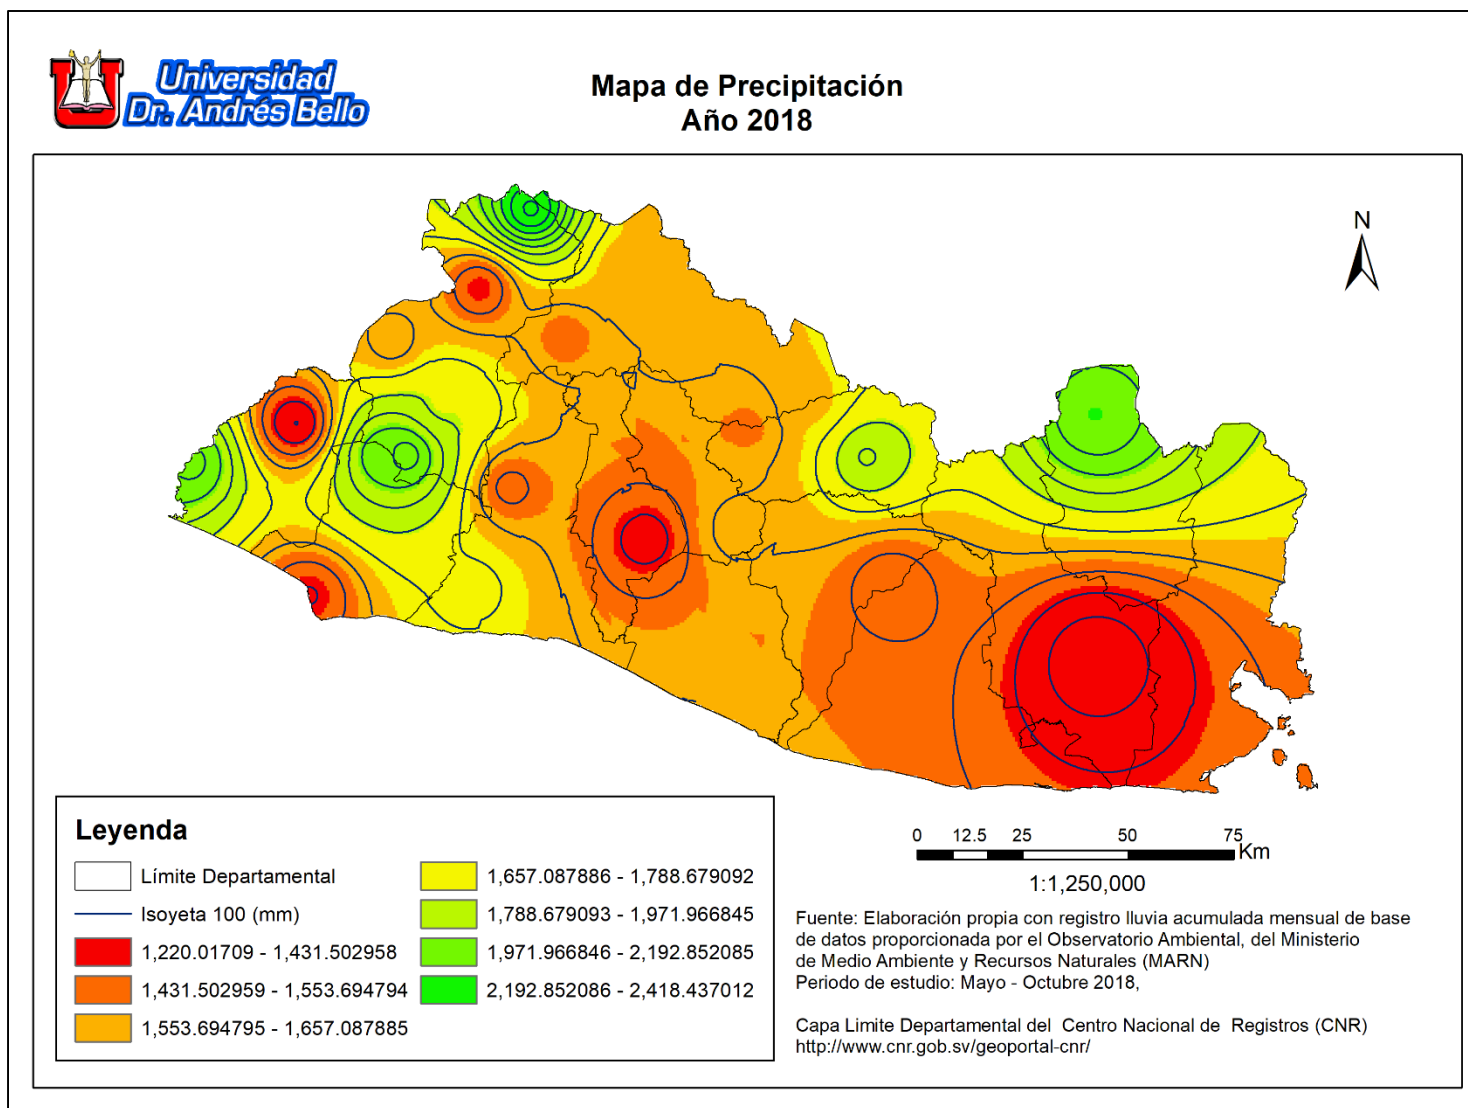 Universidad
Dr. Andrés Bello
Mapa de Precipitación
Año 2018
N
Leyenda
Límite Departamental
Isoyeta 100 (mm)
1,220.01709 - 1,431.502958
1,431.502959 - 1,553.694794
1,553.694795 - 1,657.087885
1,657.087886 - 1,788.679092
1,788.679093 - 1,971.966845
1,971.966846 - 2,192.852085
2,192.852086 - 2,418.437012
0 12.5 25 50 75
Km
1:1,250,000
Fuente: Elaboración propia con registro lluvia acumulada mensual de base
de datos proporcionada por el Observatorio Ambiental, del Ministerio
de Medio Ambiente y Recursos Naturales (MARN)
Periodo de estudio: Mayo - Octubre 2018,
Capa Limite Departamental del Centro Nacional de Registros (CNR)
http://www.cnr.gob.sv/geoportal-cnr/